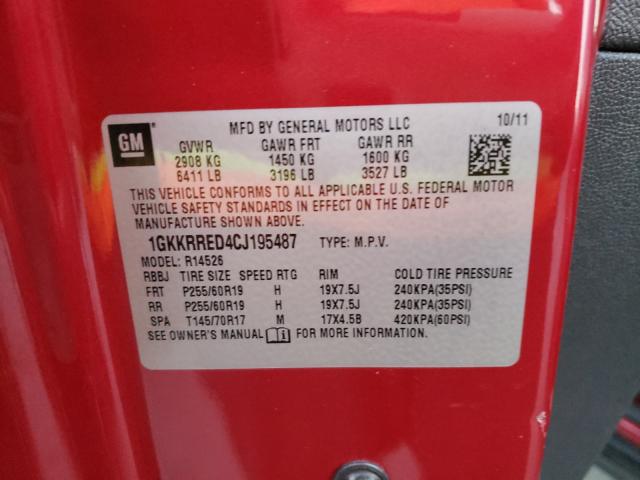 GM
MFD BY GENERAL MOTORS LLC 10/11
GVWR GAWR FRT GAWR RR
2908 KG 1450 KG 1600 KG
6411 LB 3196 LB 3527 LB
THIS VEHICLE CONFORMS TO ALL APPLICABLE U.S. FEDERAL MOTOR
VEHICLE SAFETY STANDARDS IN EFFECT ON THE DATE OF
MANUFACTURE SHOWN ABOVE.
1GKKRRED4CJ195487 TYPE: M.P.V.
MODEL: R14526
RBBJ TIRE SIZE SPEED RTG RIM COLD TIRE PRESSURE
FRT P255/60R19 H 19X7.5J 240KPA(35PSI)
RR P255/60R19 H 19X7.5J 240KPA(35PSI)
SPA T145/70R17 M 17X4.5B 420KPA(60PSI)
SEE OWNER'S MANUAL FOR MORE INFORMATION.